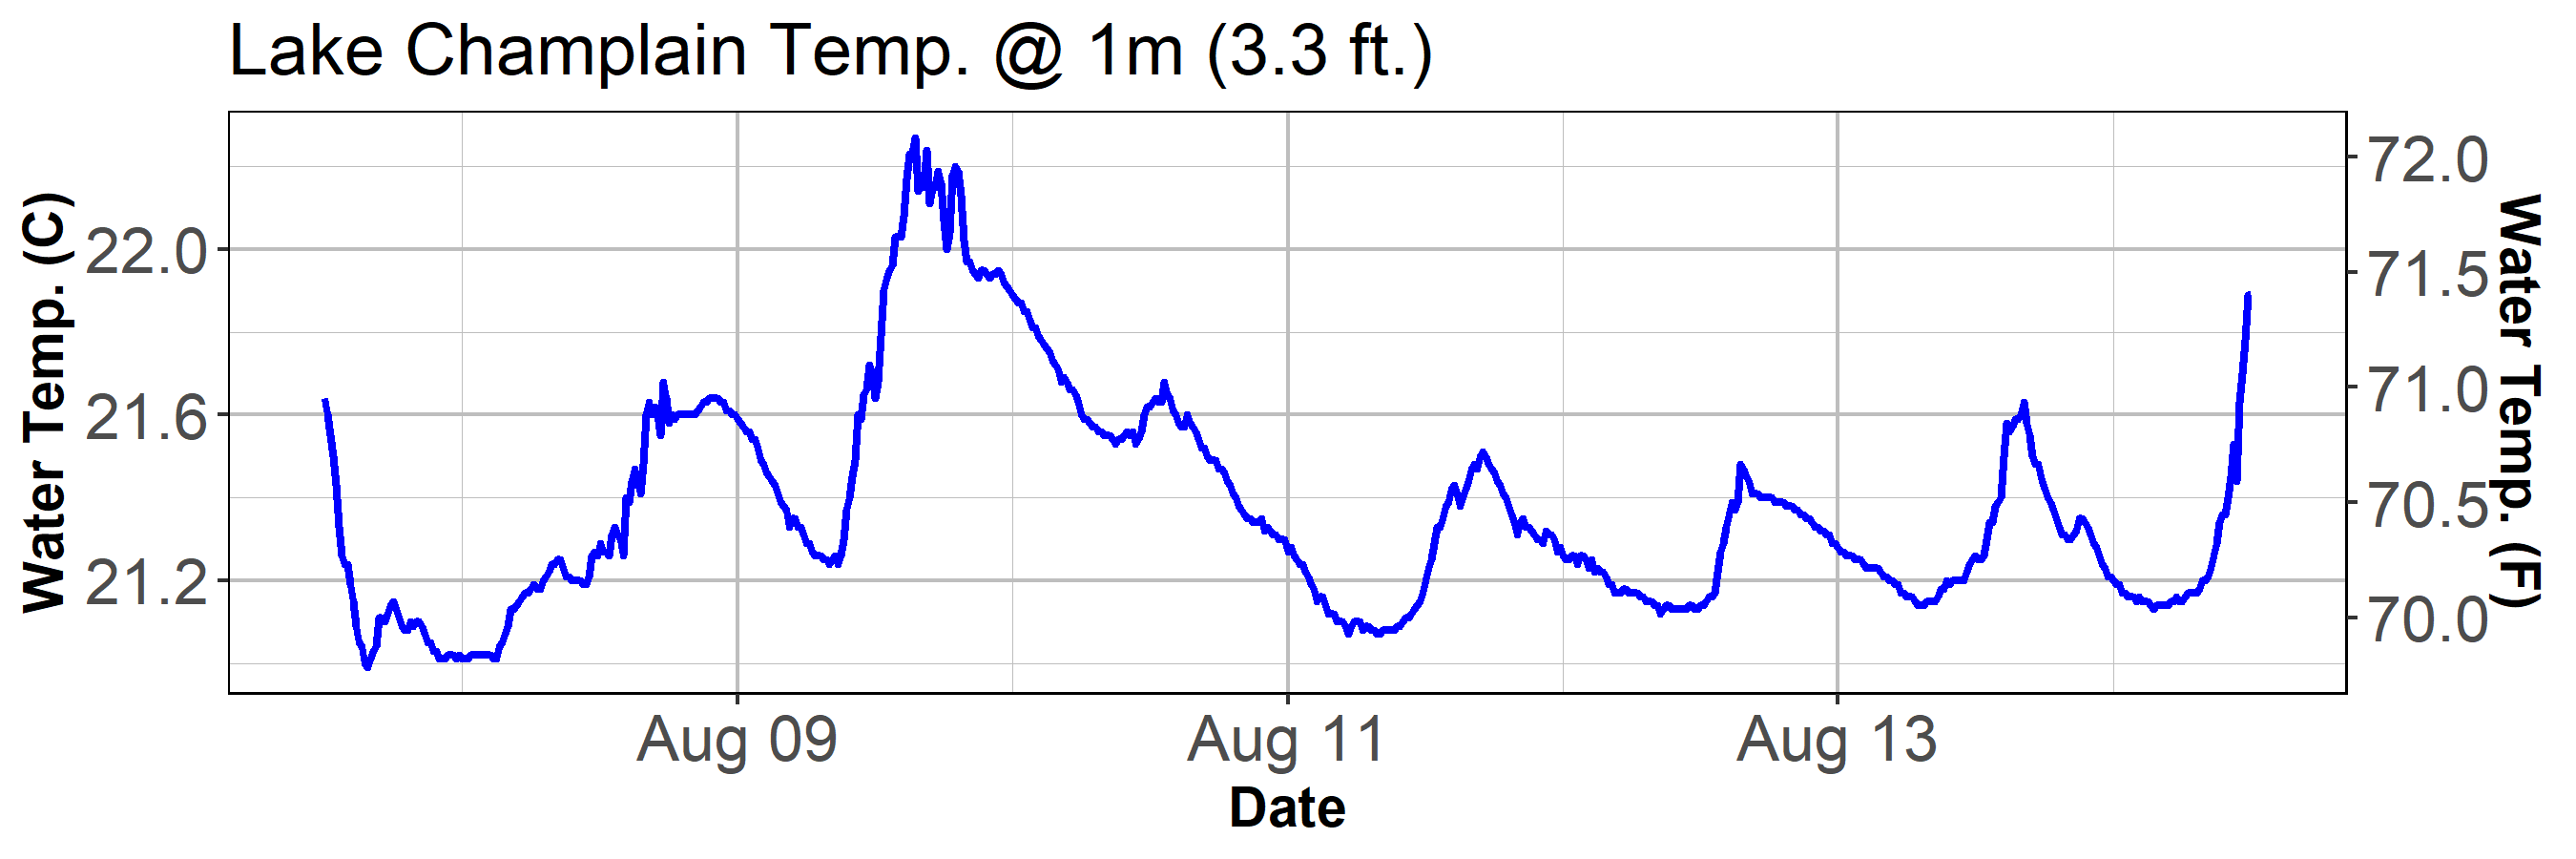 Lake Champlain Temp. @ 1m (3.3 ft.)
Water Temp. (C)
22.0
21.6
21.2
72.0
71.5
71.0
70.5
70.0
Water Temp. (F)
Aug 09
Aug 11
Aug 13
Date